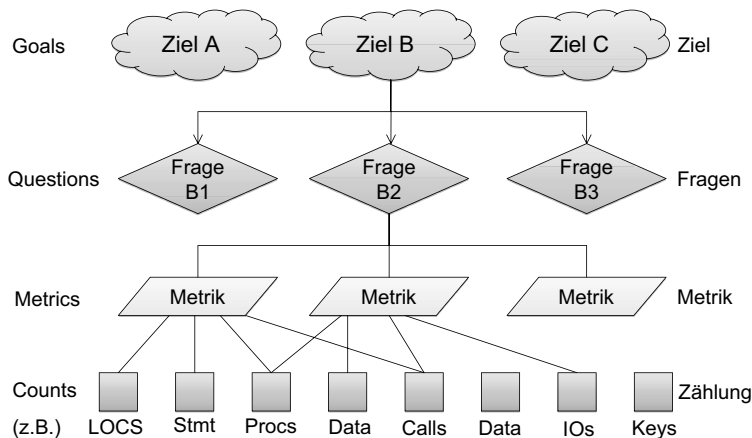 Goals Ziel A Ziel B Ziel C Ziel
Questions Frage B1 Frage B2 Frage B3 Fragen
Metrics Metrik Metrik Metrik Metrik
Counts Zählung
(z.B.) LOCS Stmt Procs Data Calls Data IOs Keys